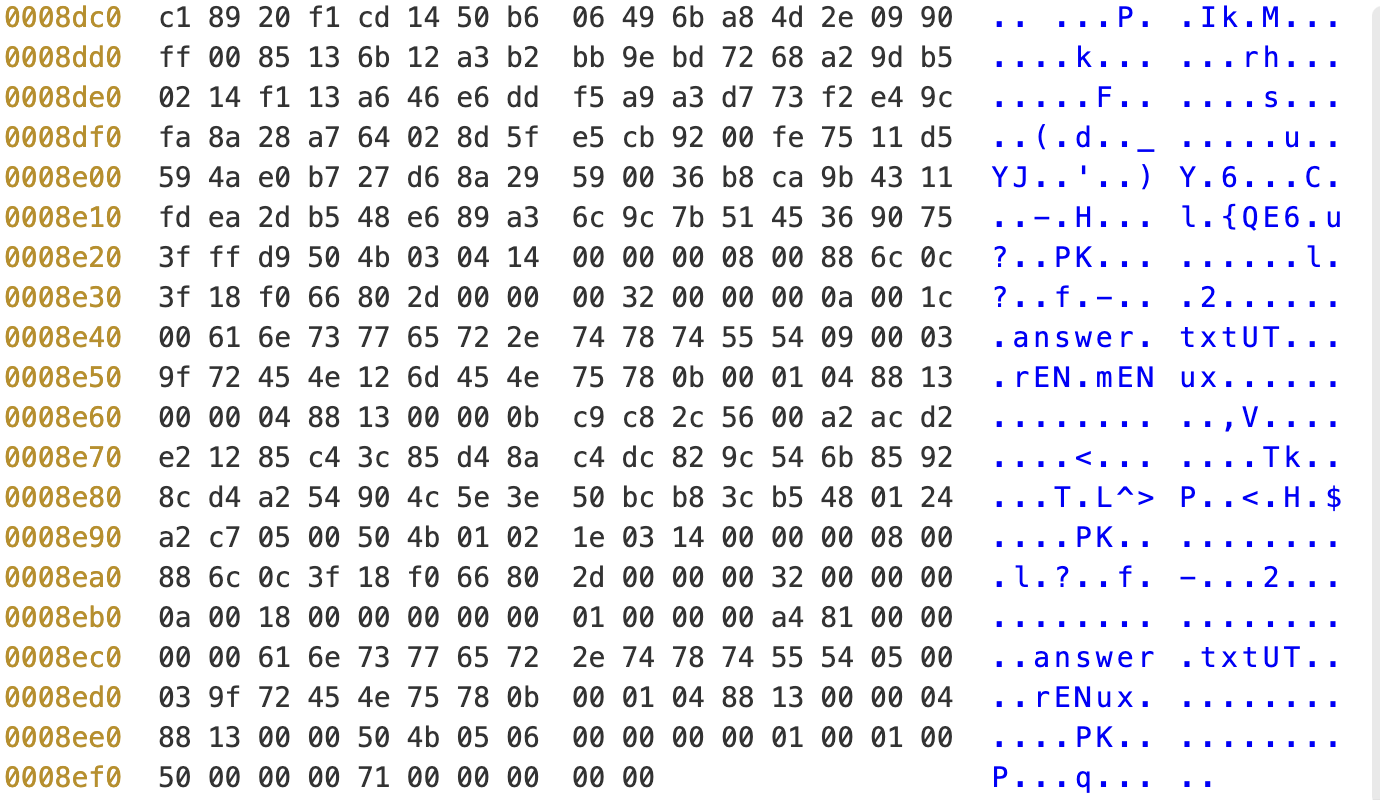 0008dc0 c1 89 20 f1 cd 14 50 b6 06 49 6b a8 4d 2e 09 90 .. ...P. .Ik.M...
0008dd0 ff 00 85 13 6b 12 a3 b2 bb 9e bd 72 68 a2 9d b5 ....k... ...rh...
0008de0 02 14 f1 13 a6 46 e6 dd f5 a9 a3 d7 73 f2 e4 9c .....F.. ....s...
0008df0 fa 8a 28 a7 64 02 8d 5f e5 cb 92 00 fe 75 11 d5 ..(.d.._ .....u..
0008e00 59 4a e0 b7 27 d6 8a 29 59 00 36 b8 ca 9b 43 11 YJ..'..) Y.6...C.
0008e10 fd ea 2d b5 48 e6 89 a3 6c 9c 7b 51 45 36 90 75 ..-.H... l.{QE6.u
0008e20 3f ff d9 50 4b 03 04 14 00 00 00 08 00 88 6c 0c ?..PK... ......l.
0008e30 3f 18 f0 66 80 2d 00 00 00 32 00 00 00 0a 00 1c ?..f.-.. .2......
0008e40 00 61 6e 73 77 65 72 2e 74 78 74 55 54 09 00 03 .answer. txtUT...
0008e50 9f 72 45 4e 12 6d 45 4e 75 78 0b 00 01 04 88 13 .rEN.mEN ux......
0008e60 00 00 04 88 13 00 00 0b c9 c8 2c 56 00 a2 ac d2 ........ ..,V....
0008e70 e2 12 85 c4 3c 85 d4 8a c4 dc 82 9c 54 6b 85 92 ....<... ....Tk..
0008e80 8c d4 a2 54 90 4c 5e 3e 50 bc b8 3c b5 48 01 24 ...T.L^> P..<.H.$
0008e90 a2 c7 05 00 50 4b 01 02 1e 03 14 00 00 00 08 00 ....PK.. ........
0008ea0 88 6c 0c 3f 18 f0 66 80 2d 00 00 00 32 00 00 00 .l.?..f. -...2...
0008eb0 0a 00 18 00 00 00 00 00 01 00 00 00 a4 81 00 00 ........ ........
0008ec0 00 00 61 6e 73 77 65 72 2e 74 78 74 55 54 05 00 ..answer .txtUT..
0008ed0 03 9f 72 45 4e 75 78 0b 00 01 04 88 13 00 00 04 ..rENux. ........
0008ee0 88 13 00 00 50 4b 05 06 00 00 00 00 01 00 01 00 ....PK.. ........
0008ef0 50 00 00 00 71 00 00 00 00 00 P...q... ..